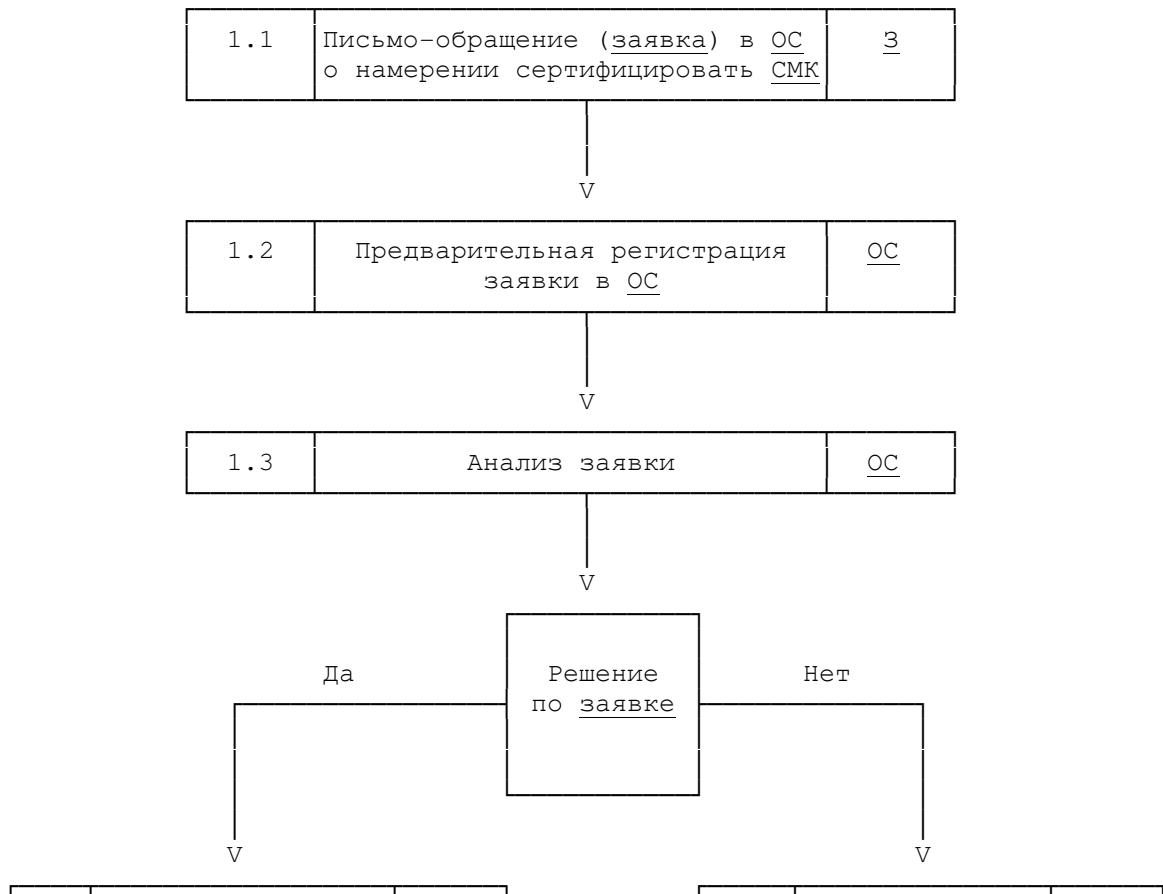 1.1 Письмо-обращение (заявка) в ОС З
о намерении сертифицировать СМК
V
1.2 Предварительная регистрация ОС
заявки в ОС
V
1.3 Анализ заявки ОС
V
Да Решение Нет
по заявке
V V